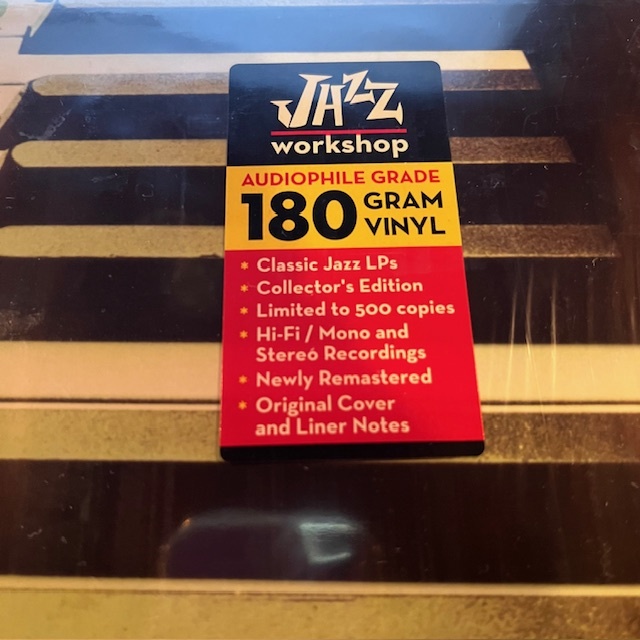 JAZZ
workshop
AUDIOPHILE GRADE
180 GRAM
VINYL
* Classic Jazz LPs
* Collector's Edition
* Limited to 500 copies
* Hi-Fi / Mono and
Stereó Recordings
* Newly Remastered
* Original Cover
and Liner Notes